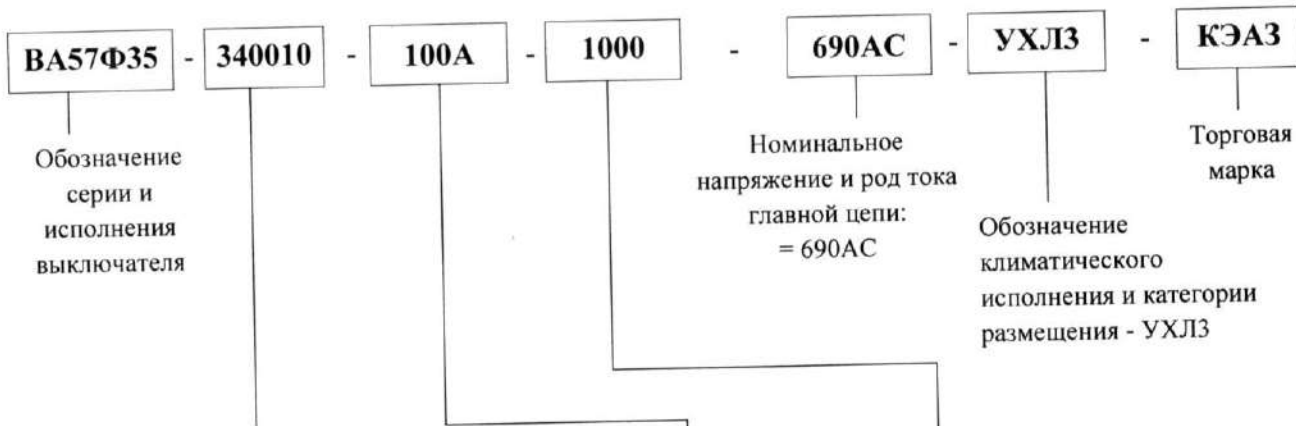 ВА57Ф35 - 340010 - 100А - 1000 - 690АС - УХЛ3 - КЭАЗ
Обозначение
серии и
исполнения
выключателя
Номинальное
напряжение и род тока
главной цепи:
= 690АС
Обозначение
климатического
исполнения и категории
размещения - УХЛ3
Торговая
марка